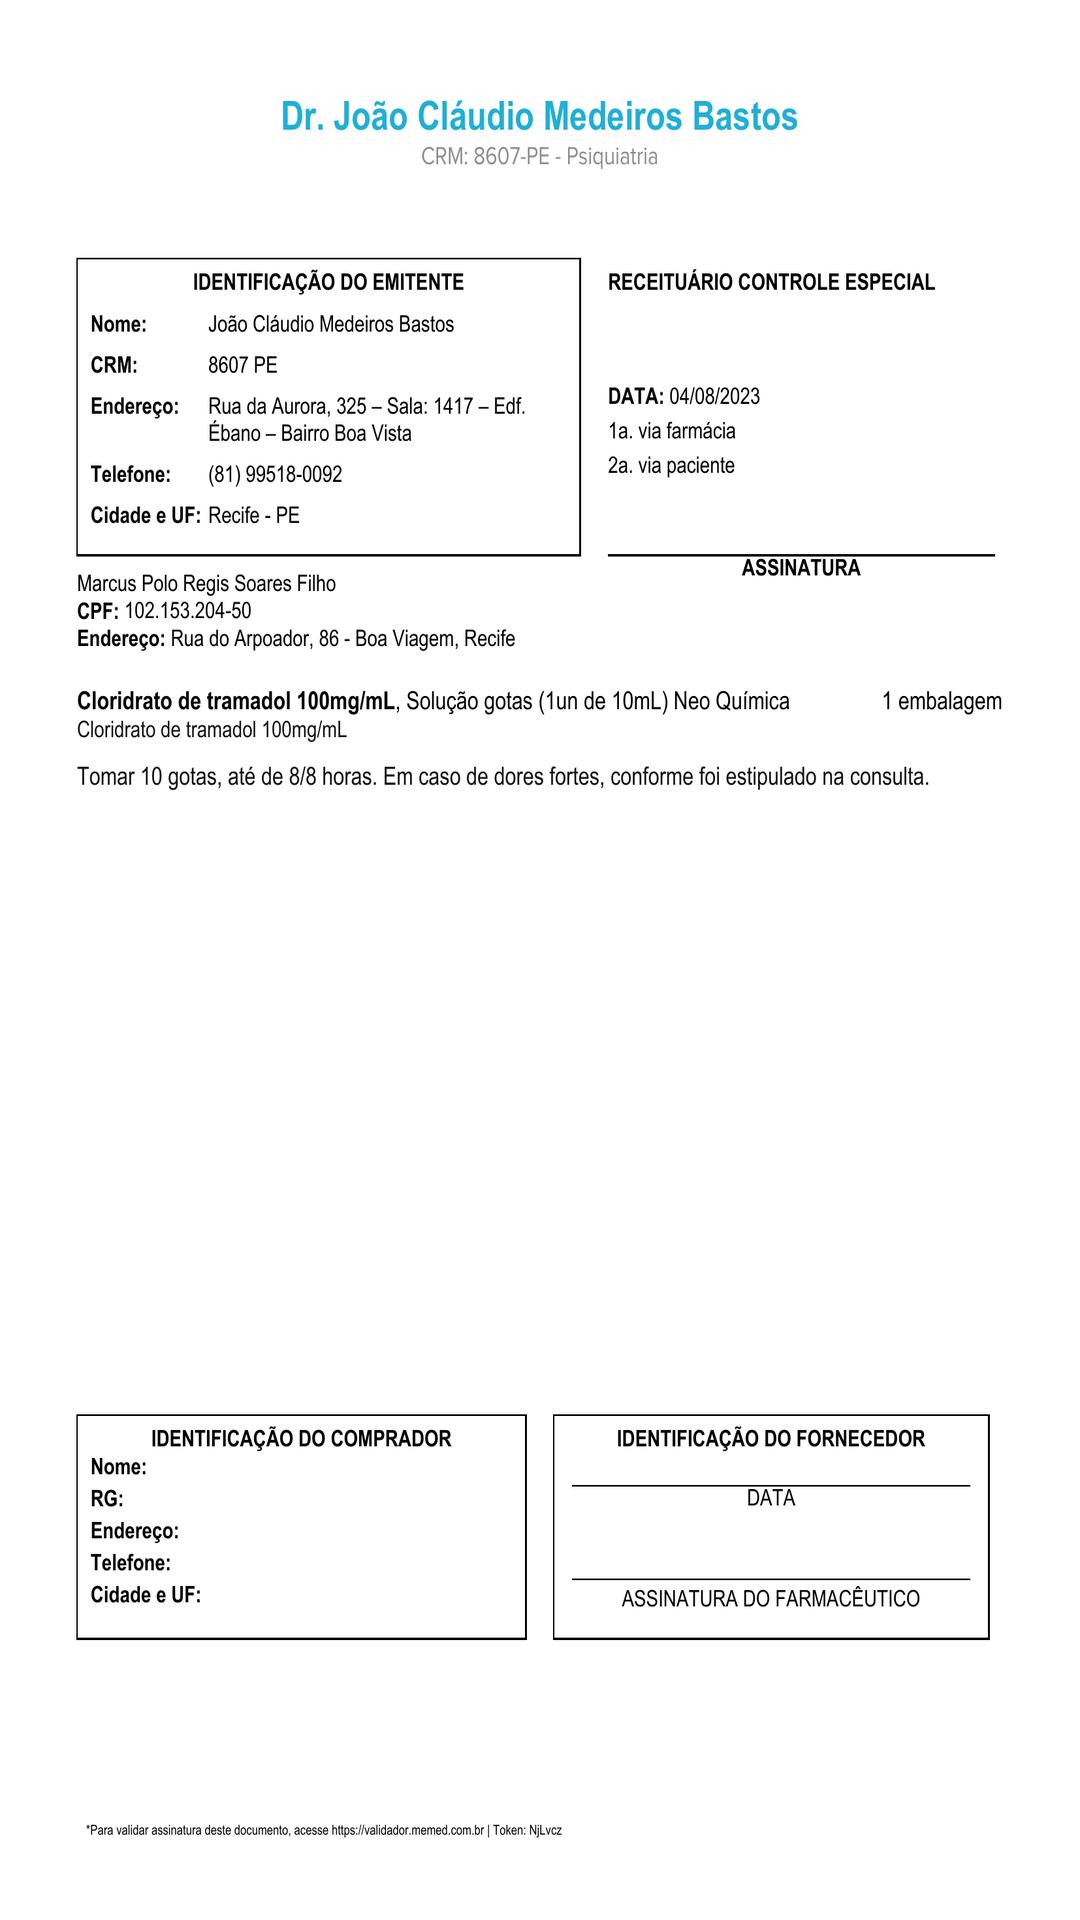 Dr. João Cláudio Medeiros Bastos
CRM: 8607-PE - Psiquiatria
IDENTIFICAÇÃO DO EMITENTE
Nome: João Cláudio Medeiros Bastos
CRM: 8607 PE
Endereço: Rua da Aurora, 325 – Sala: 1417 – Edf.
Ébano – Bairro Boa Vista
Telefone: (81) 99518-0092
Cidade e UF: Recife - PE
RECEITUÁRIO CONTROLE ESPECIAL
DATA: 04/08/2023
1a. via farmácia
2a. via paciente
ASSINATURA
Marcus Polo Regis Soares Filho
CPF: 102.153.204-50
Endereço: Rua do Arpoador, 86 - Boa Viagem, Recife
Cloridrato de tramadol 100mg/mL, Solução gotas (1un de 10mL) Neo Química 1 embalagem
Cloridrato de tramadol 100mg/mL
Tomar 10 gotas, até de 8/8 horas. Em caso de dores fortes, conforme foi estipulado na consulta.
IDENTIFICAÇÃO DO COMPRADOR
Nome:
RG:
Endereço:
Telefone:
Cidade e UF:
IDENTIFICAÇÃO DO FORNECEDOR
DATA
ASSINATURA DO FARMACÊUTICO
*Para validar assinatura deste documento, acesse https://validador.memed.com.br | Token: NjLvcz